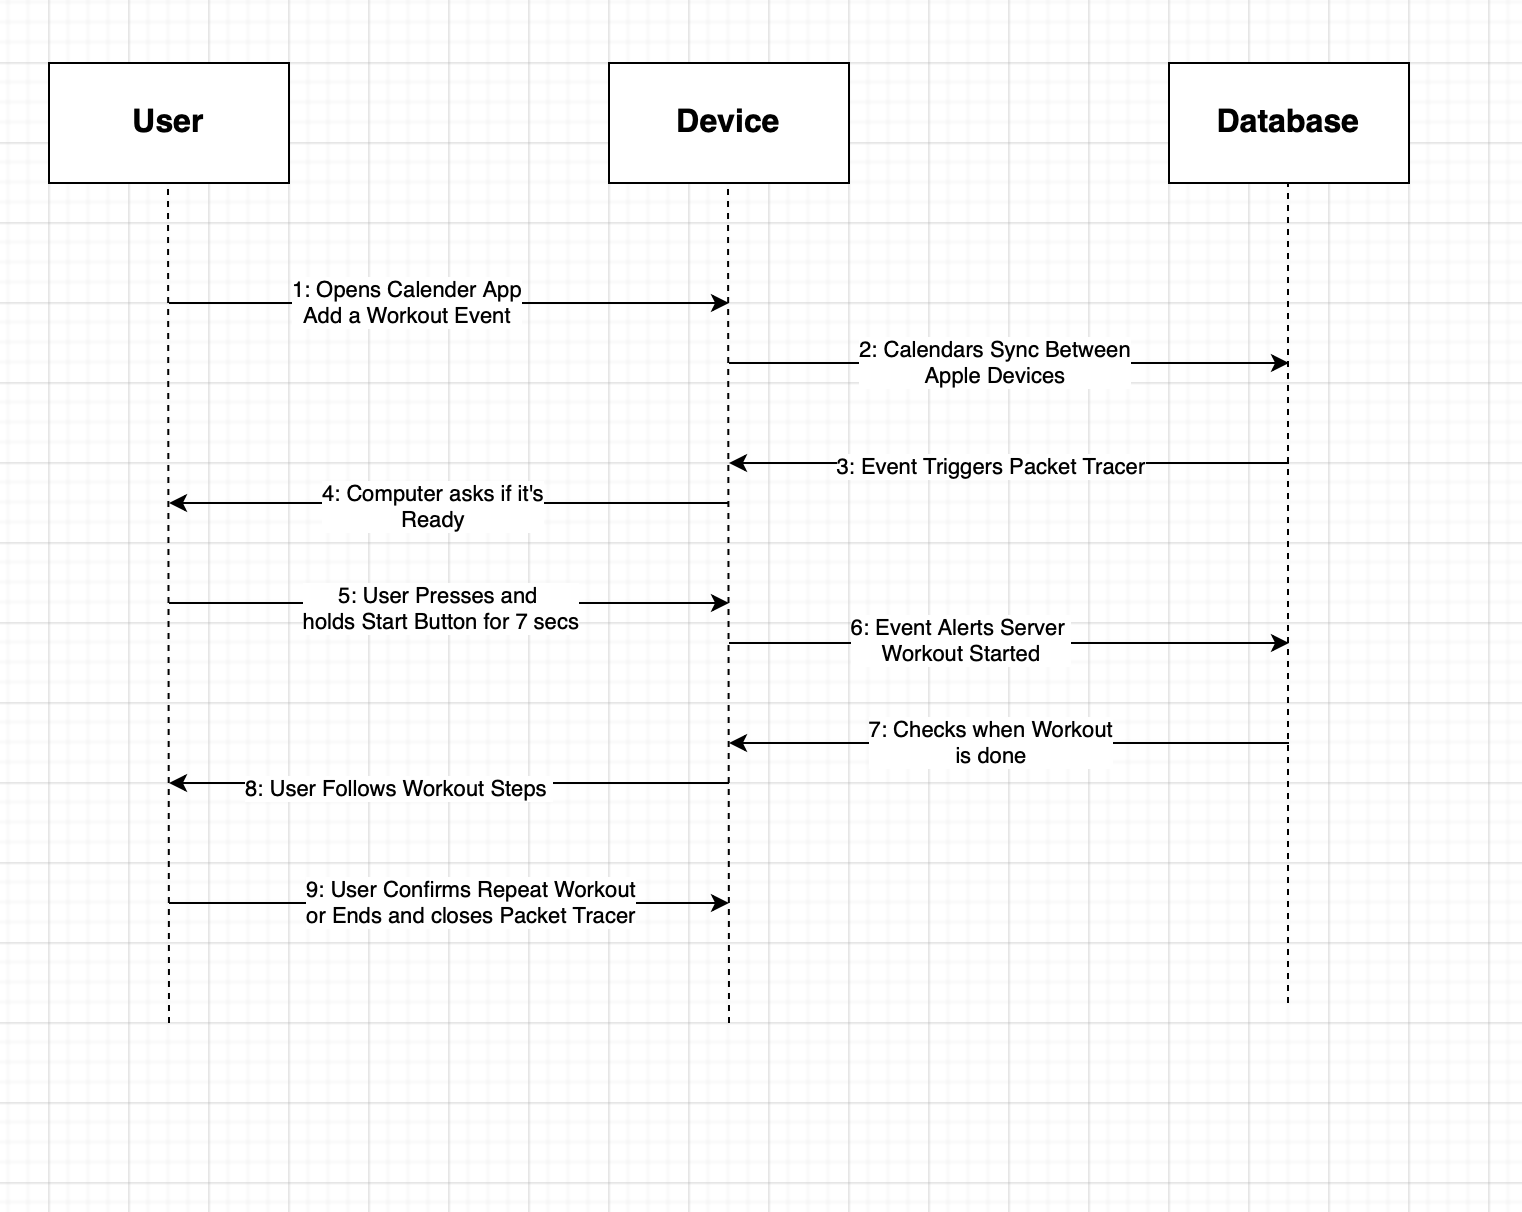 User
Device
Database
1: Opens Calender App
Add a Workout Event
2: Calendars Sync Between
Apple Devices
3: Event Triggers Packet Tracer
4: Computer asks if it's
Ready
5: User Presses and
holds Start Button for 7 secs
6: Event Alerts Server
Workout Started
7: Checks when Workout
is done
8: User Follows Workout Steps
9: User Confirms Repeat Workout
or Ends and closes Packet Tracer